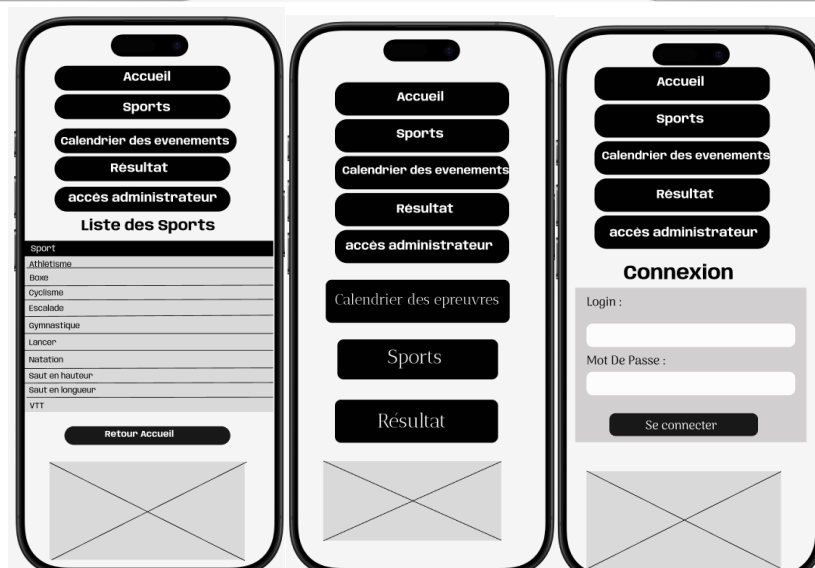 Accueil
Sports
Calendrier des evenements
Résultat
accès administrateur
Liste des Sports
Sport
Athlétisme
Boxe
Cyclisme
Escalade
Gymnastique
Lancer
Natation
Saut en hauteur
Saut en longueur
VTT
Retour Accueil
Accueil
Sports
Calendrier des evenements
Résultat
accès administrateur
Calendrier des epreuvres
Sports
Résultat
Accueil
Sports
Calendrier des evenements
Résultat
accès administrateur
Connexion
Login :
Mot De Passe :
Se connecter